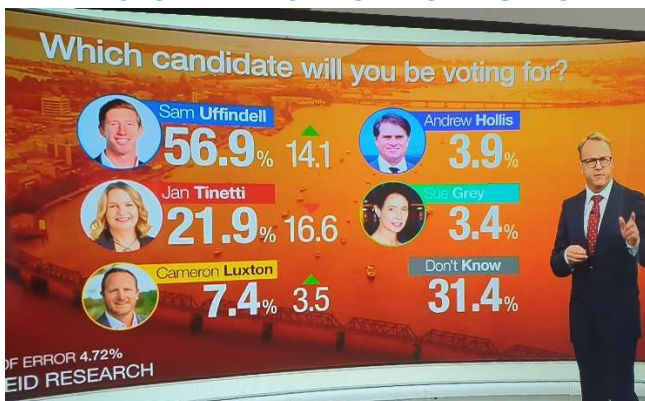 Which candidate will you be voting for?
Sam Uffindell
56.9% 14.1
Jan Tinetti
21.9% 16.6
Cameron Luxton
7.4% 3.5
Andrew Hollis
3.9%
Sue Grey
3.4%
Don't Know
31.4%
OF ERROR 4.72%
EID RESEARCH